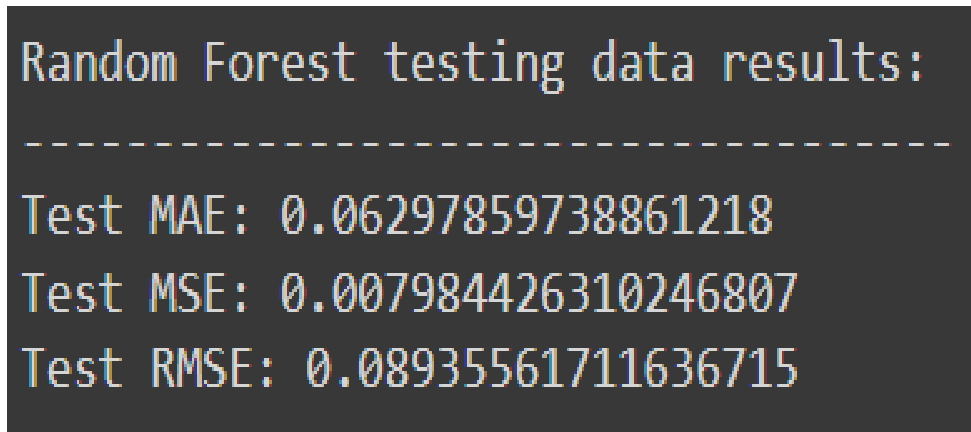 Random Forest testing data results:
------------------------------------
Test MAE: 0.06297859738861218
Test MSE: 0.007984426310246807
Test RMSE: 0.08935561711636715